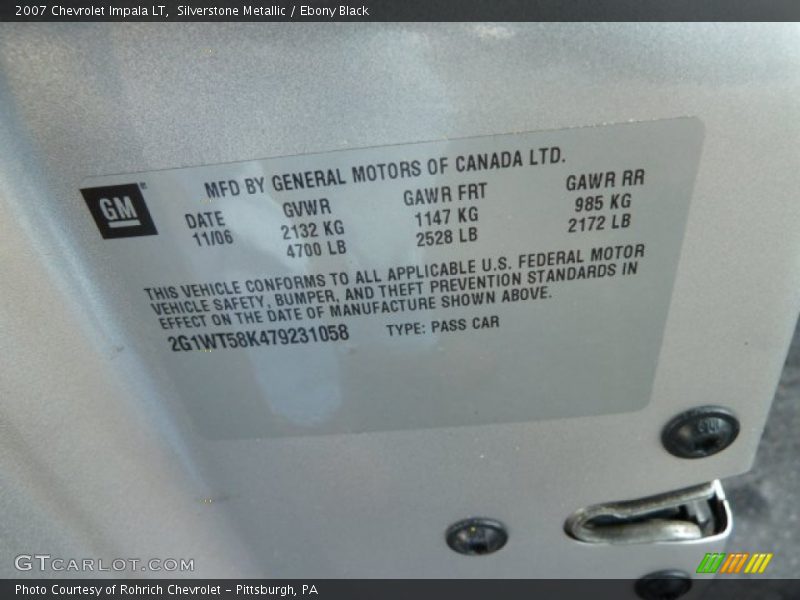 2007 Chevrolet Impala LT,  Silverstone Metallic / Ebony Black
MFD BY GENERAL MOTORS OF CANADA LTD.
GM
DATE GVWR GAWR FRT GAWR RR
11/06 2132 KG 1147 KG 985 KG
4700 LB 2528 LB 2172 LB
THIS VEHICLE CONFORMS TO ALL APPLICABLE U.S. FEDERAL MOTOR
VEHICLE SAFETY, BUMPER, AND THEFT PREVENTION STANDARDS IN
EFFECT ON THE DATE OF MANUFACTURE SHOWN ABOVE.
2G1WT58K479231058 TYPE: PASS CAR
GTCARLOT.COM
Photo Courtesy of Rohrich Chevrolet – Pittsburgh, PA